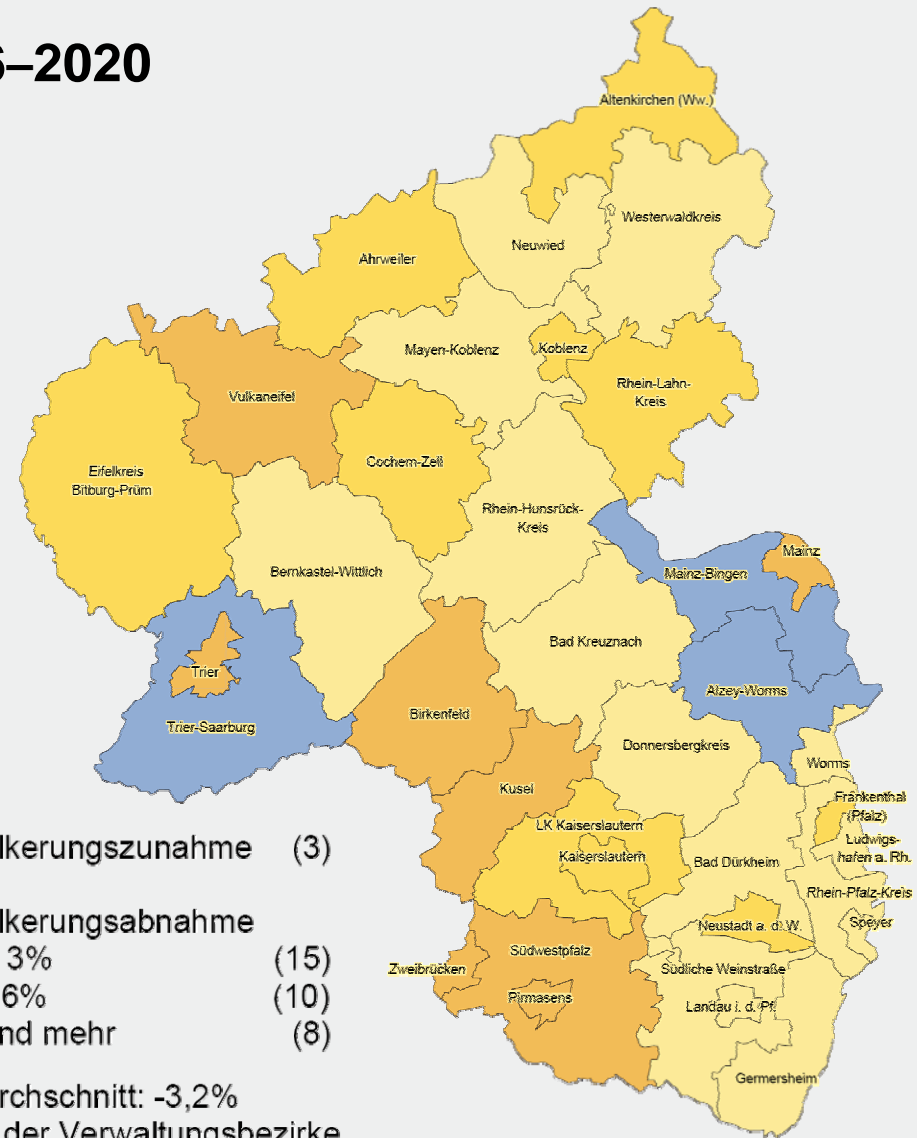 6–2020
Altenkirchen (Ww.)
Westerwaldkreis
Neuwied
Ahrweiler
Mayen-Koblenz
Koblenz
Rhein-Lahn-
Kreis
Vulkaneifel
Cochem-Zell
Eifelkreis
Bitburg-Prüm
Rhein-Hunsrück-
Kreis
Mainz
Bernkastel-Wittlich
Mainz-Bingen
Bad Kreuznach
Trier
Alzey-Worms
Birkenfeld
Trier-Saarburg
Donnersbergkreis
Worms
Kusel
Frankenthal
(Pfalz)
LK Kaiserslautern
Ludwigs-
hafen a. Rh.
Kaiserslautern
Bad Dürkheim
Rhein-Pfalz-Kreis
Neustadt a. d. W.
Speyer
Südwestpfalz
Zweibrücken
Südliche Weinstraße
Pirmasens
Landau i. d. Pf.
Germersheim
lkerungszunahme (3)
lkerungsabnahme
3% (15)
6% (10)
nd mehr (8)
rchschnitt: -3,2%
der Verwaltungsbezirke